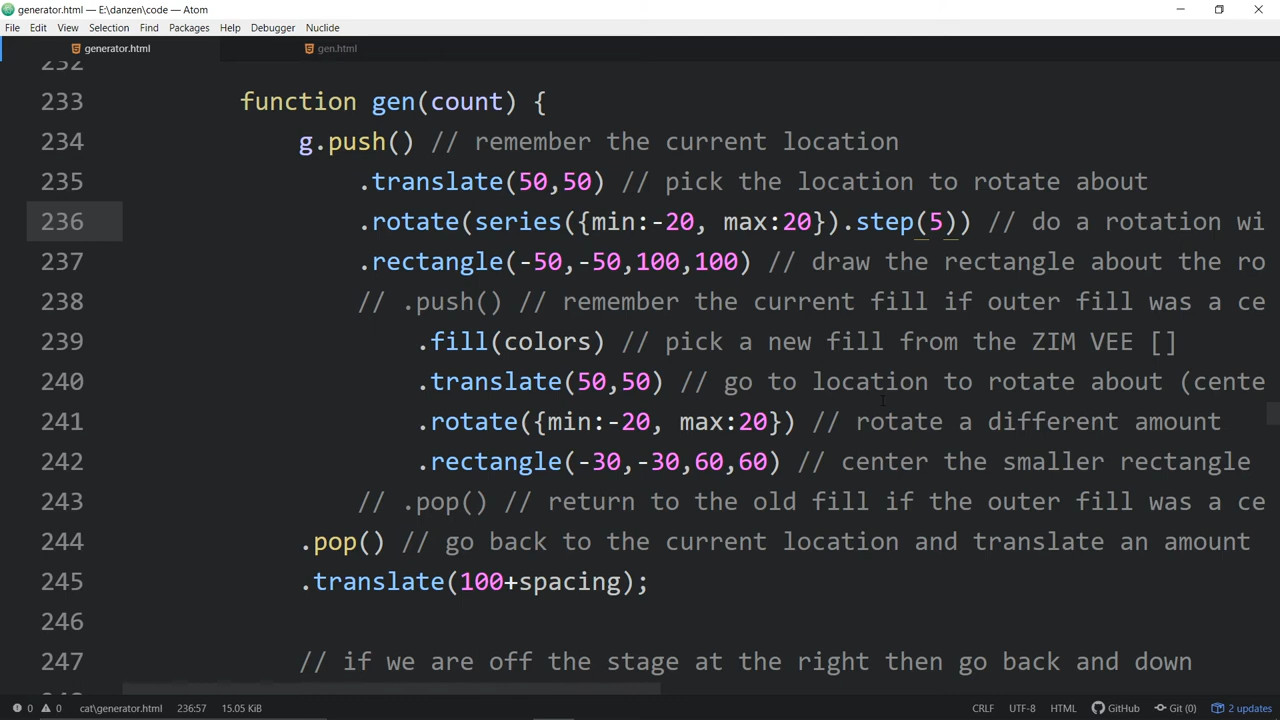 generator.html — E:\danzen\code — Atom
File Edit View Selection Find Packages Help Debugger Nuclide
generator.html gen.html
232
233 function gen(count) {
234 g.push() // remember the current location
235 .translate(50,50) // pick the location to rotate about
236 .rotate(series({min:-20, max:20}).step(5)) // do a rotation wi
237 .rectangle(-50,-50,100,100) // draw the rectangle about the ro
238 // .push() // remember the current fill if outer fill was a ce
239 .fill(colors) // pick a new fill from the ZIM VEE []
240 .translate(50,50) // go to location to rotate about (cente
241 .rotate({min:-20, max:20}) // rotate a different amount
242 .rectangle(-30,-30,60,60) // center the smaller rectangle
243 // .pop() // return to the old fill if the outer fill was a ce
244 .pop() // go back to the current location and translate an amount
245 .translate(100+spacing);
246
247 // if we are off the stage at the right then go back and down
0 0 cat\generator.html 236:57 15.05 KiB CRLF UTF-8 HTML GitHub Git (0) 2 updates